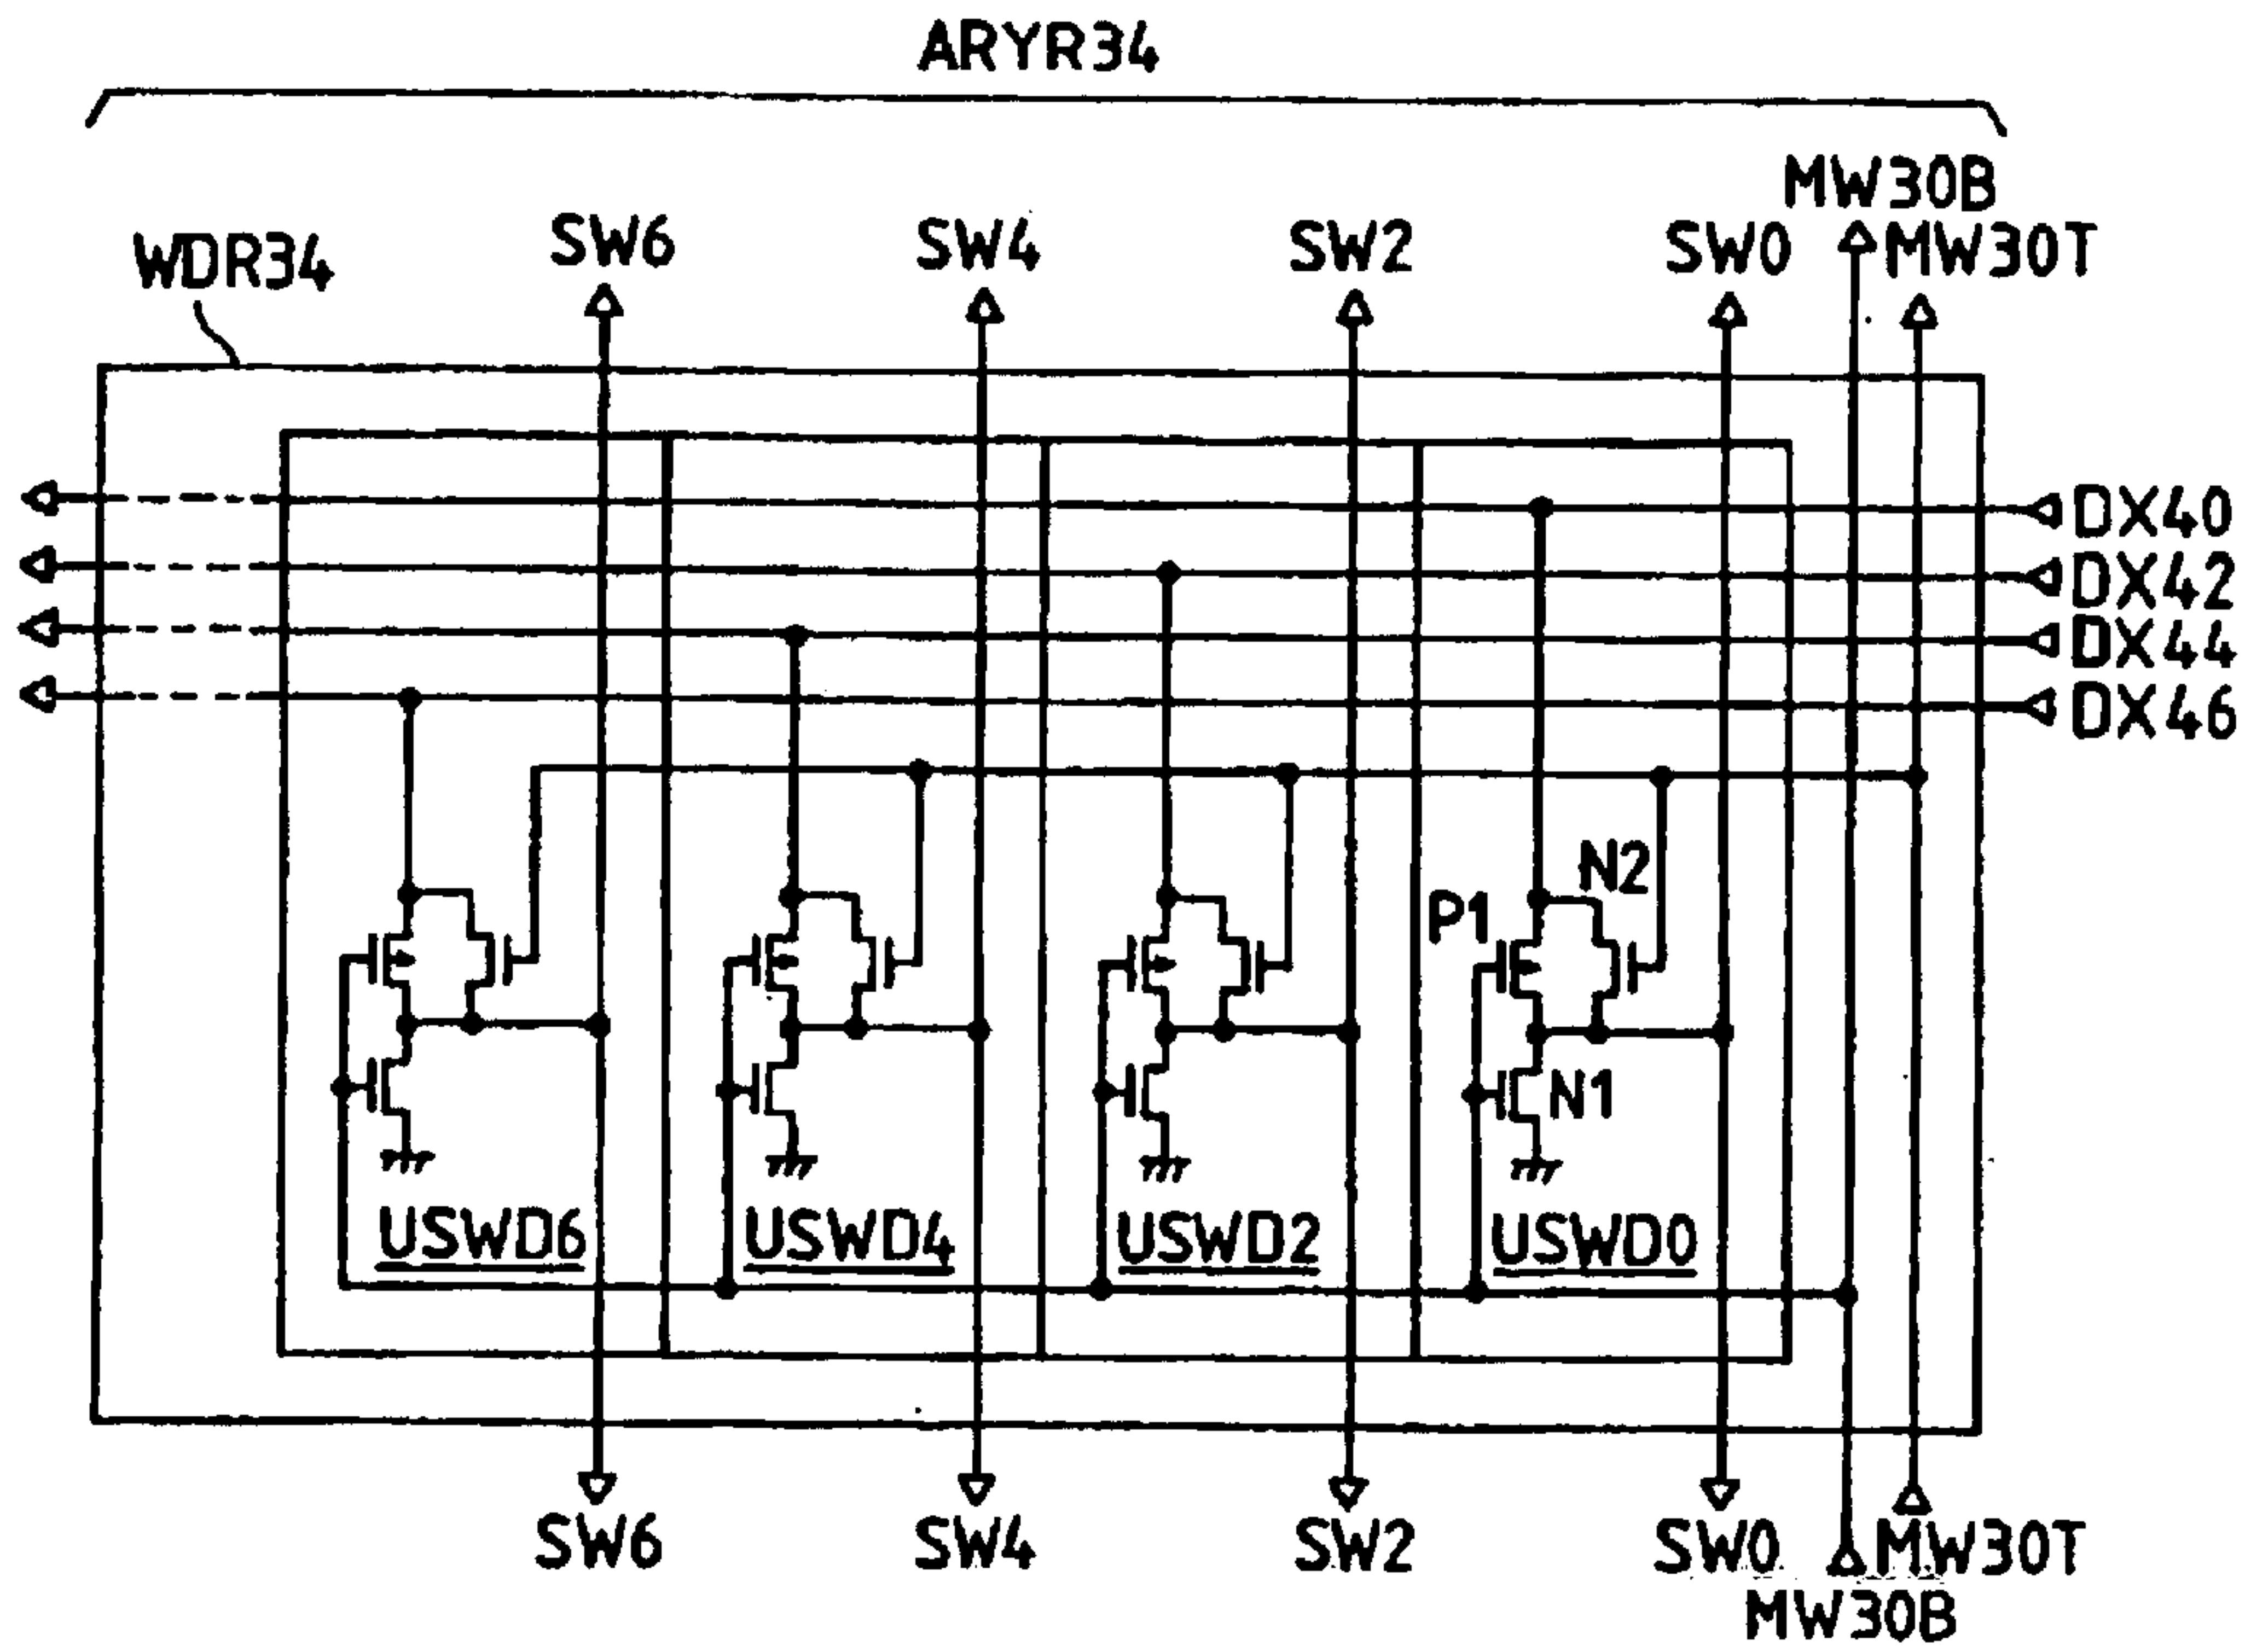 ARYR34
MW30B
WDR34
SW6
SW4
SW2
SW0
MW30T
DX40
DX42
DX44
DX46
N2
P1
N1
USWD6
USWD4
USWD2
USWD0
SW6
SW4
SW2
SW0
MW30T
MW30B